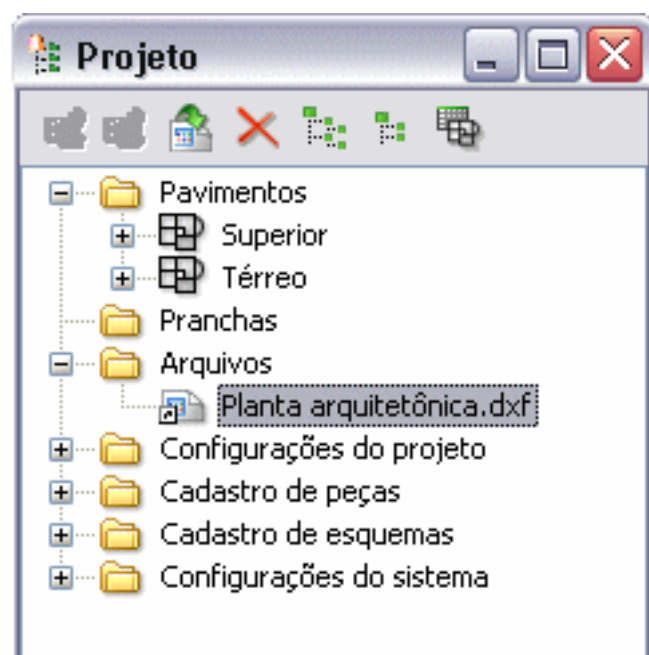 Projeto
Pavimentos
Superior
Térreo
Pranchas
Arquivos
Planta arquitetônica.dxf
Configurações do projeto
Cadastro de peças
Cadastro de esquemas
Configurações do sistema